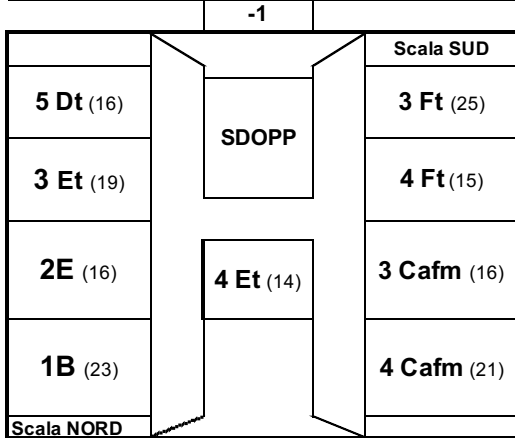 -1
Scala SUD
5 Dt (16)
SDOPP
3 Ft (25)
3 Et (19)
4 Ft (15)
2E (16)
4 Et (14)
3 Cafm (16)
1B (23)
4 Cafm (21)
Scala NORD